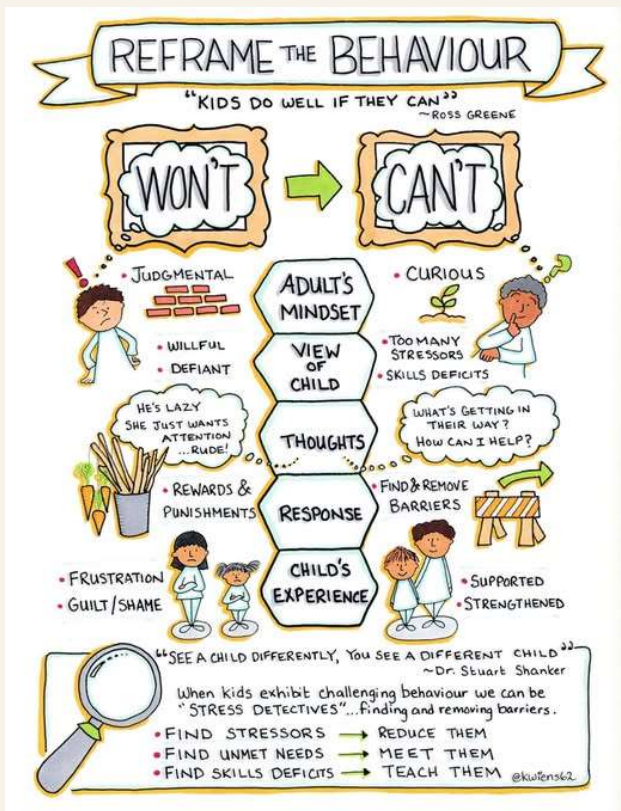 REFRAME THE BEHAVIOUR
"KIDS DO WELL IF THEY CAN"
~ROSS GREENE
WON'T
CAN'T
!
?
• JUDGMENTAL
ADULT'S
MINDSET
• CURIOUS
• WILLFUL
• DEFIANT
VIEW
OF
CHILD
• TOO MANY
STRESSORS
• SKILLS DEFICITS
HE'S LAZY
SHE JUST WANTS
ATTENTION
...RUDE!
THOUGHTS
WHAT'S GETTING IN
THEIR WAY?
HOW CAN I HELP?
• REWARDS &
PUNISHMENTS
RESPONSE
• FIND & REMOVE
BARRIERS
• FRUSTRATION
• GUILT/SHAME
CHILD'S
EXPERIENCE
• SUPPORTED
• STRENGTHENED
"SEE A CHILD DIFFERENTLY, YOU SEE A DIFFERENT CHILD"
~Dr. Stuart Shanker
When kids exhibit challenging behaviour we can be
"STRESS DETECTIVES"...finding and removing barriers.
• FIND STRESSORS → REDUCE THEM
• FIND UNMET NEEDS → MEET THEM
• FIND SKILLS DEFICITS → TEACH THEM
@kwiens62